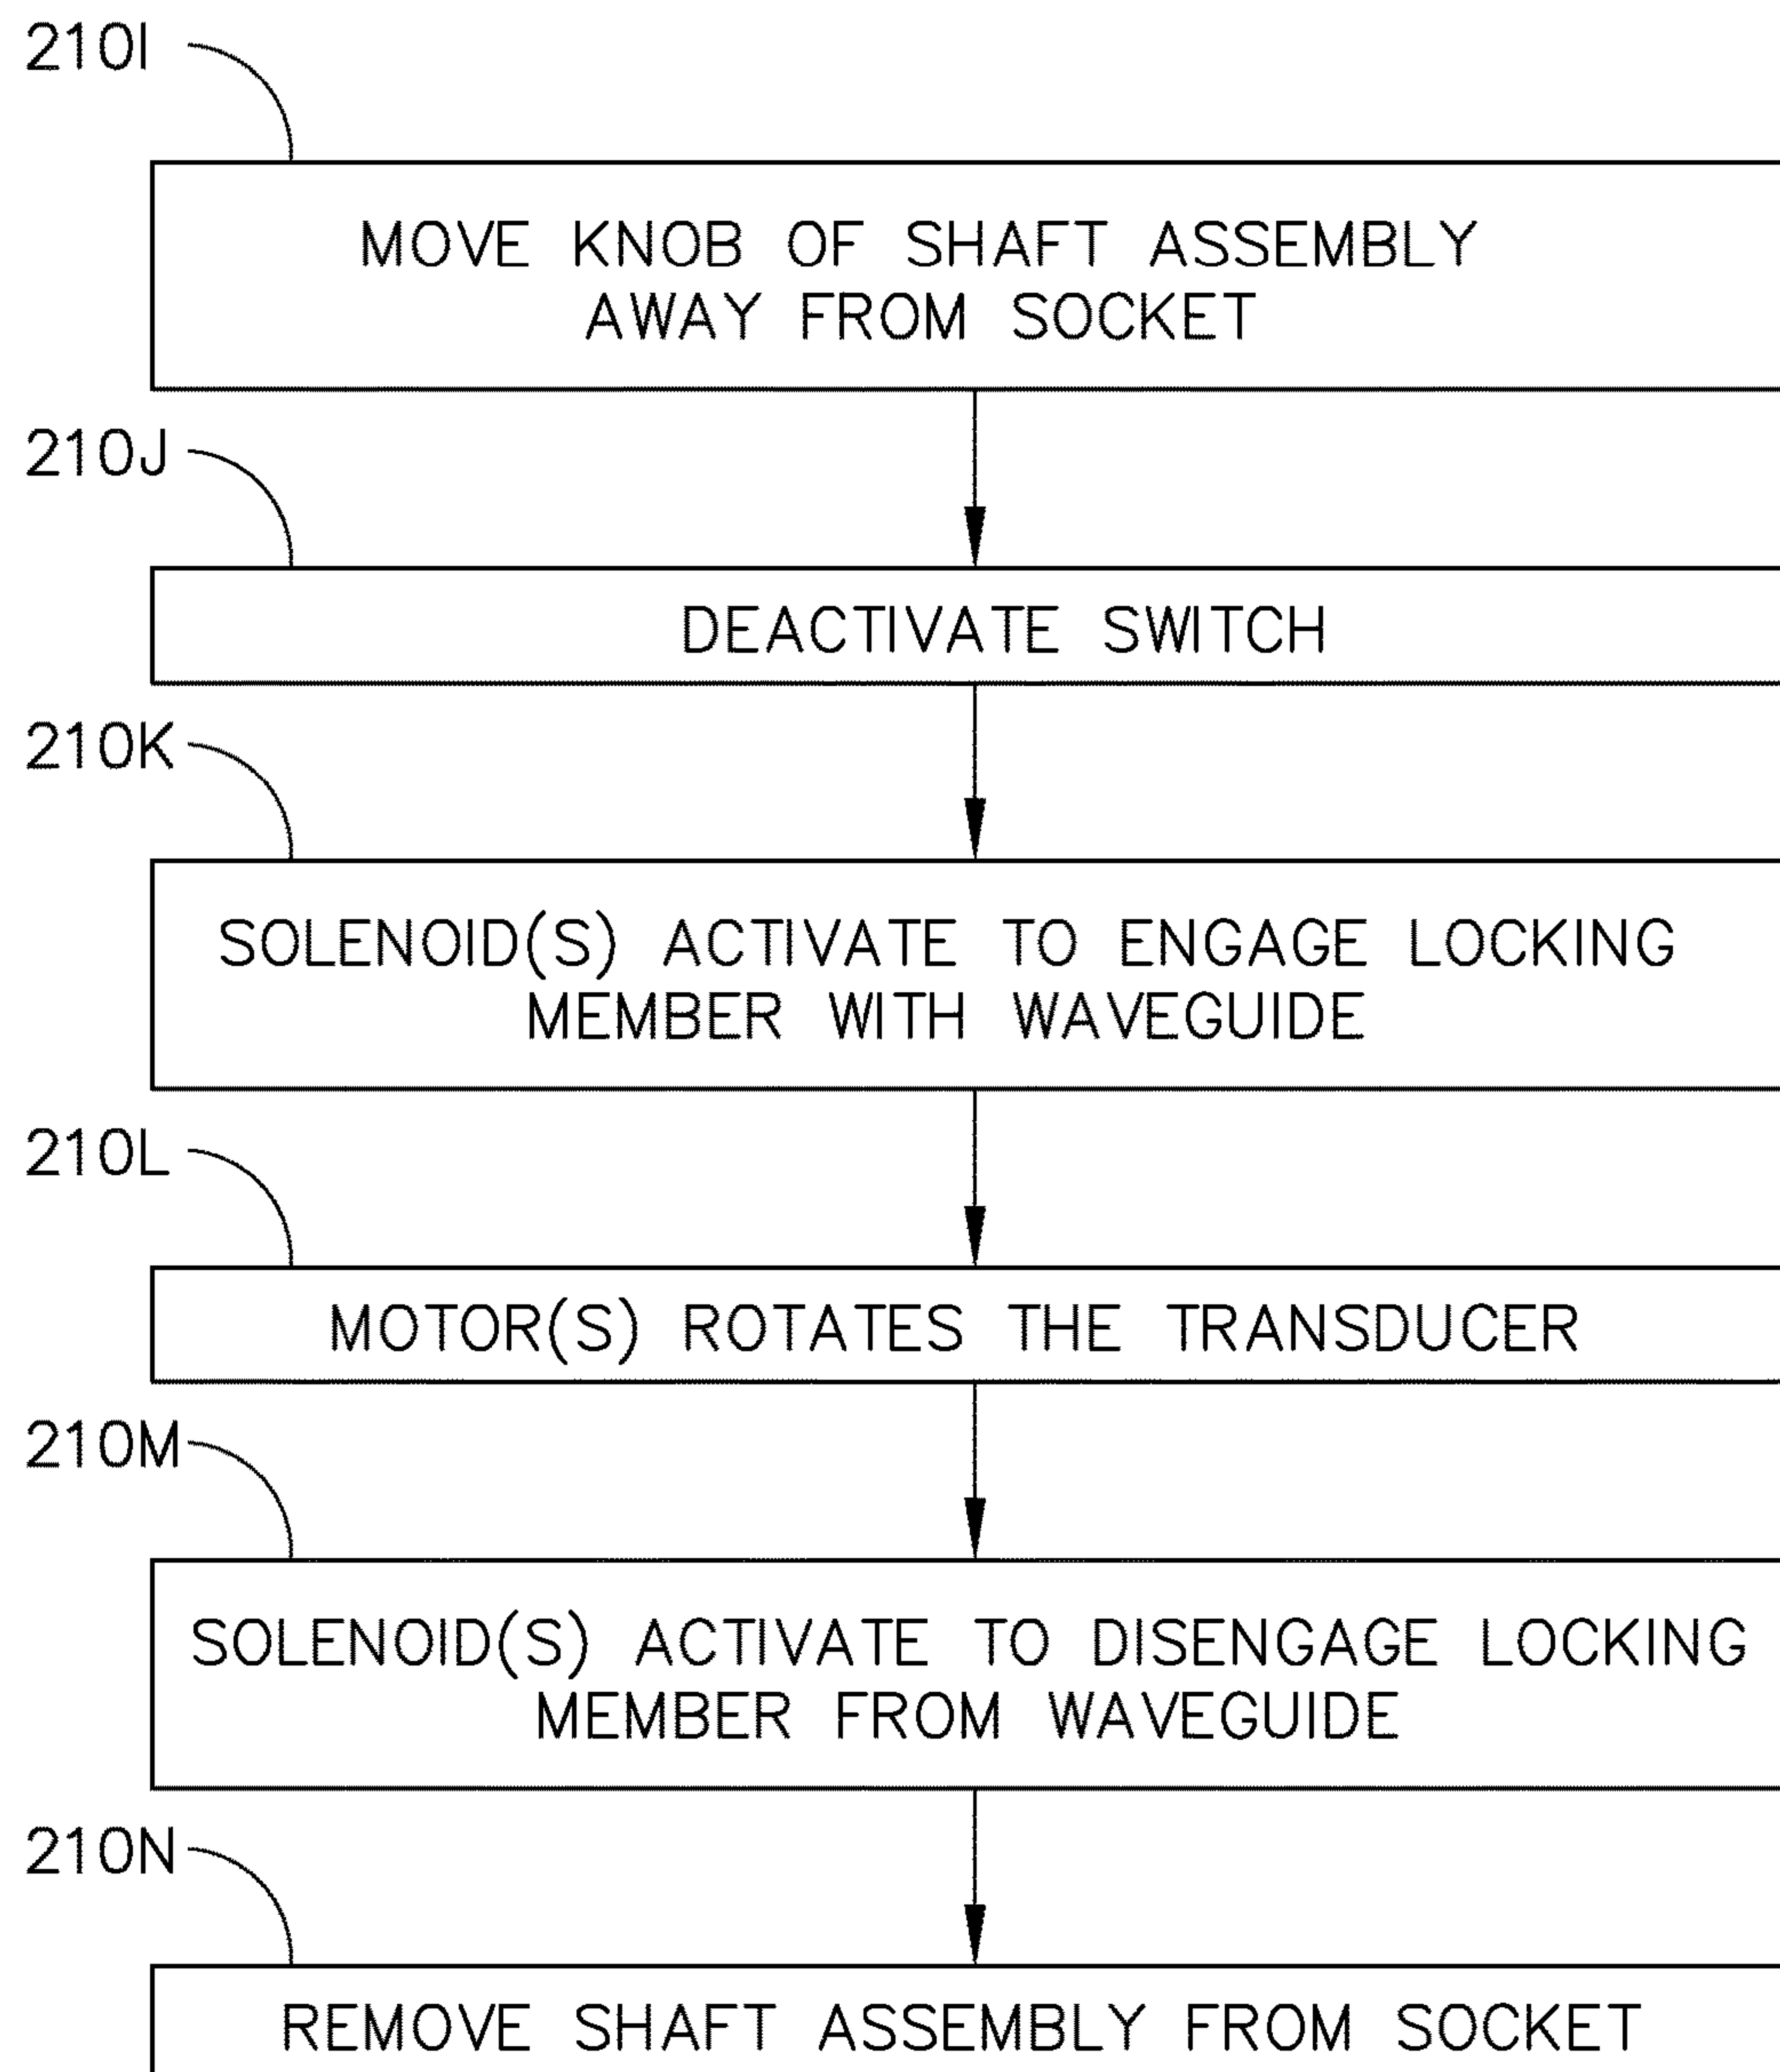 210I
MOVE KNOB OF SHAFT ASSEMBLY
AWAY FROM SOCKET
210J
DEACTIVATE SWITCH
210K
SOLENOID(S) ACTIVATE TO ENGAGE LOCKING
MEMBER WITH WAVEGUIDE
210L
MOTOR(S) ROTATES THE TRANSDUCER
210M
SOLENOID(S) ACTIVATE TO DISENGAGE LOCKING
MEMBER FROM WAVEGUIDE
210N
REMOVE SHAFT ASSEMBLY FROM SOCKET